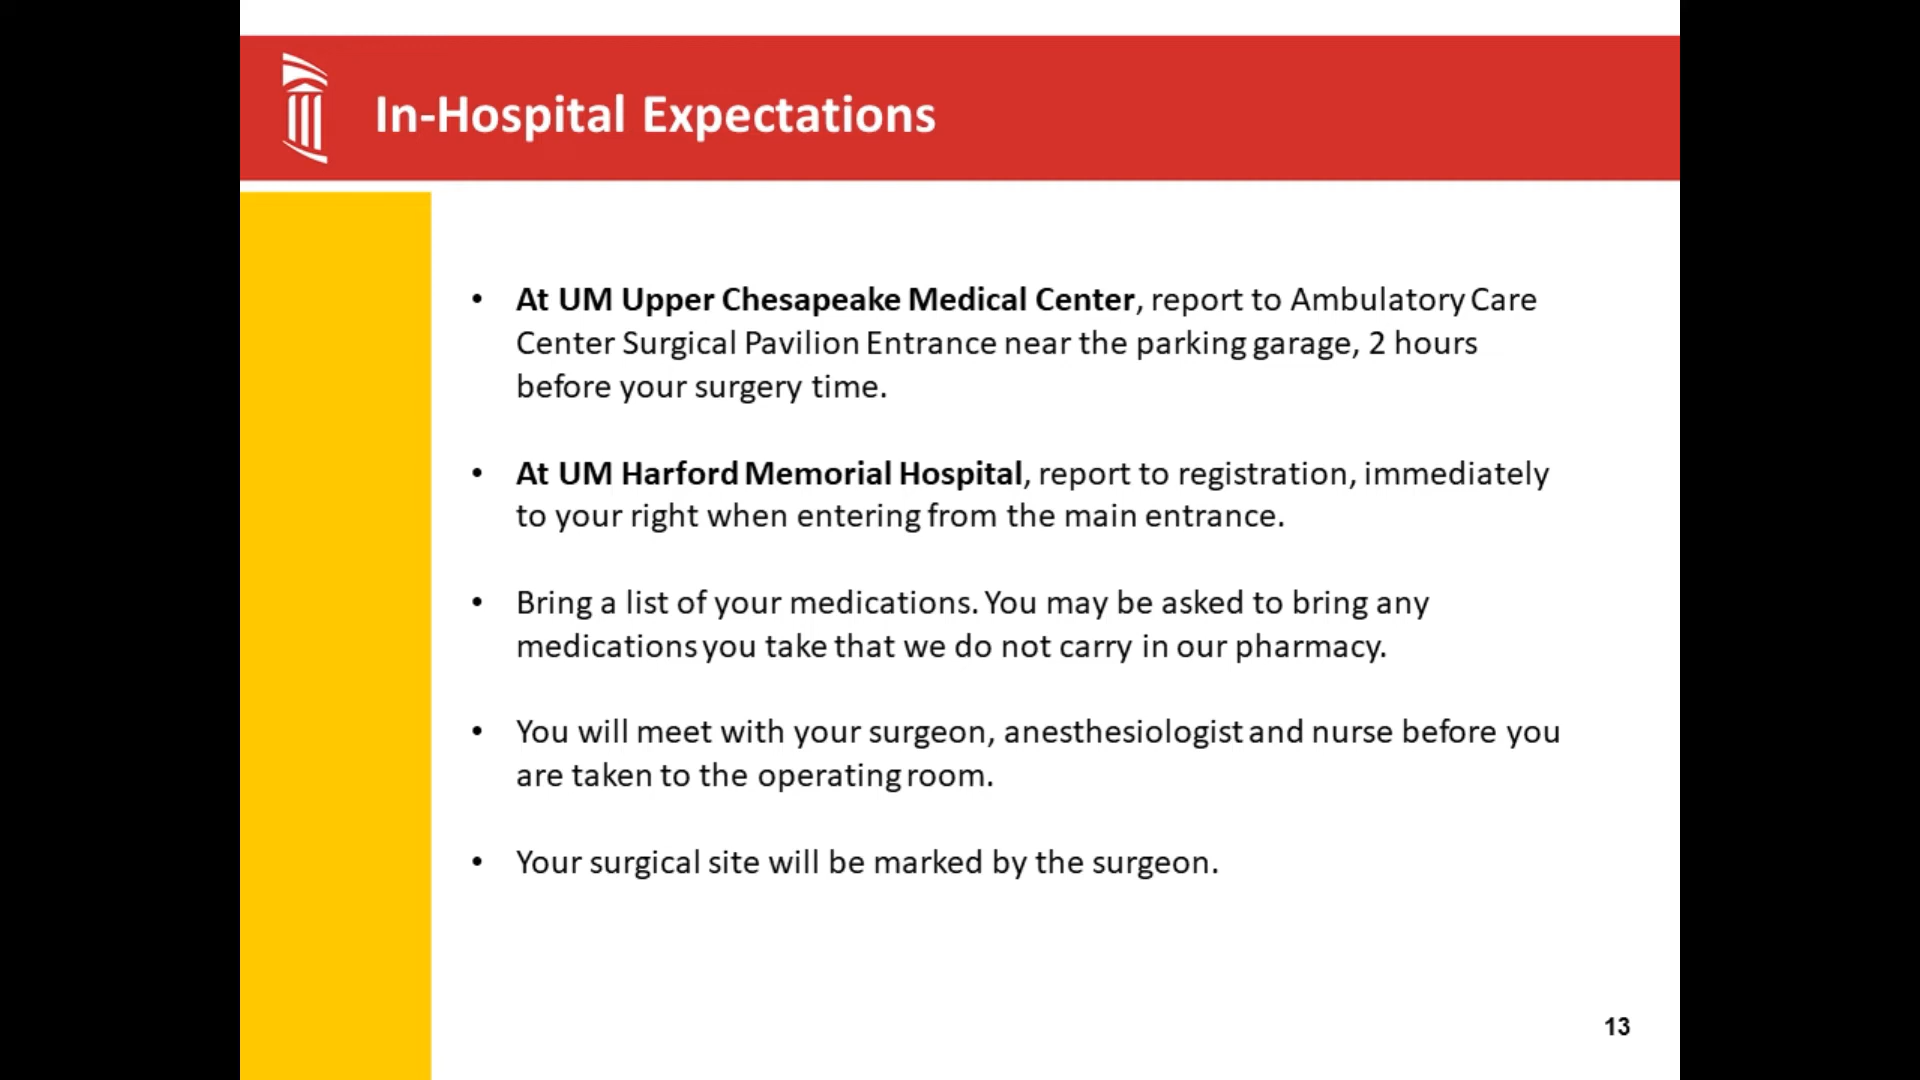 In-Hospital Expectations
• At UM Upper Chesapeake Medical Center, report to Ambulatory Care
Center Surgical Pavilion Entrance near the parking garage, 2 hours
before your surgery time.
• At UM Harford Memorial Hospital, report to registration, immediately
to your right when entering from the main entrance.
• Bring a list of your medications. You may be asked to bring any
medications you take that we do not carry in our pharmacy.
• You will meet with your surgeon, anesthesiologist and nurse before you
are taken to the operating room.
• Your surgical site will be marked by the surgeon.
13